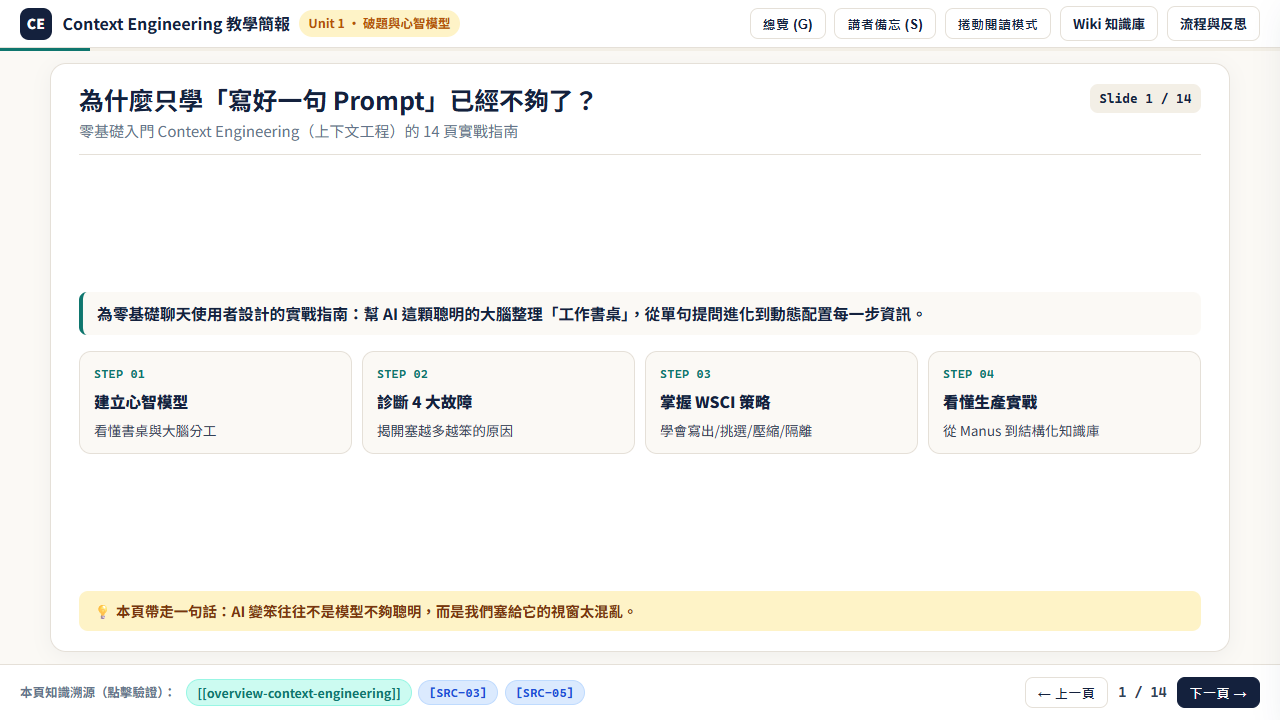 CE Context Engineering 教學簡報 Unit 1 • 破題與心智模型 總覽 (G) 講者備忘 (S) 捲動閱讀模式 Wiki 知識庫 流程與反思
為什麼只學「寫好一句 Prompt」已經不夠了？ Slide 1 / 14
零基礎入門 Context Engineering（上下文工程）的 14 頁實戰指南
為零基礎聊天使用者設計的實戰指南：幫 AI 這顆聰明的大腦整理「工作書桌」，從單句提問進化到動態配置每一步資訊。
STEP 01
建立心智模型
看懂書桌與大腦分工
STEP 02
診斷 4 大故障
揭開塞越多越笨的原因
STEP 03
掌握 WSCI 策略
學會寫出/挑選/壓縮/隔離
STEP 04
看懂生產實戰
從 Manus 到結構化知識庫
💡 本頁帶走一句話：AI 變笨往往不是模型不夠聰明，而是我們塞給它的視窗太混亂。
本頁知識溯源（點擊驗證）： [[overview-context-engineering]] [SRC-03] [SRC-05] ← 上一頁 1 / 14 下一頁 →